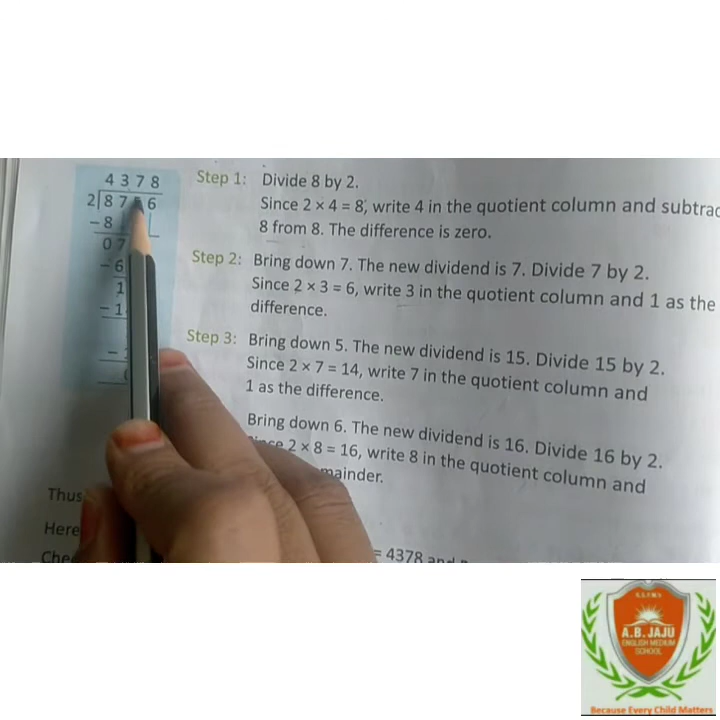 4 3 7 8
2 8 7 5 6
– 8
0 7
– 6
1
– 1
–
Step 1: Divide 8 by 2.
Since 2 × 4 = 8, write 4 in the quotient column and subtrac
8 from 8. The difference is zero.
Step 2: Bring down 7. The new dividend is 7. Divide 7 by 2.
Since 2 × 3 = 6, write 3 in the quotient column and 1 as the
difference.
Step 3: Bring down 5. The new dividend is 15. Divide 15 by 2.
Since 2 × 7 = 14, write 7 in the quotient column and
1 as the difference.
Bring down 6. The new dividend is 16. Divide 16 by 2.
2 × 8 = 16, write 8 in the quotient column and
mainder.
Thus
Here
= 4378 and
Che
A.B. JAJU
ENGLISH MEDIUM
SCHOOL
Because Every Child Matters